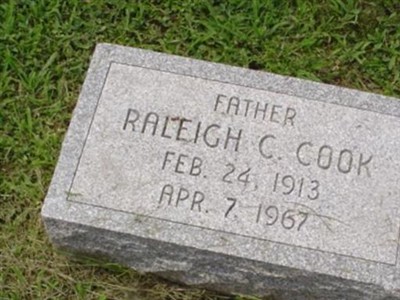 FATHER
RALEIGH C. COOK
FEB. 24, 1913
APR. 7, 1967